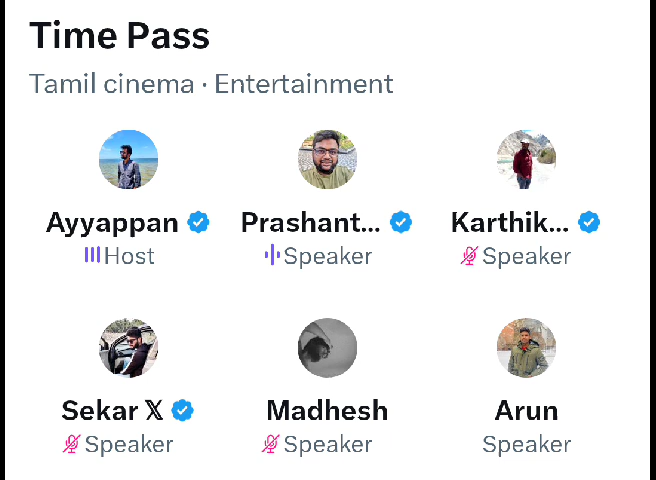 Time Pass
Tamil cinema · Entertainment
Ayyappan Prashant... Karthik...
Host Speaker Speaker
Sekar 𝕏 Madhesh Arun
Speaker Speaker Speaker